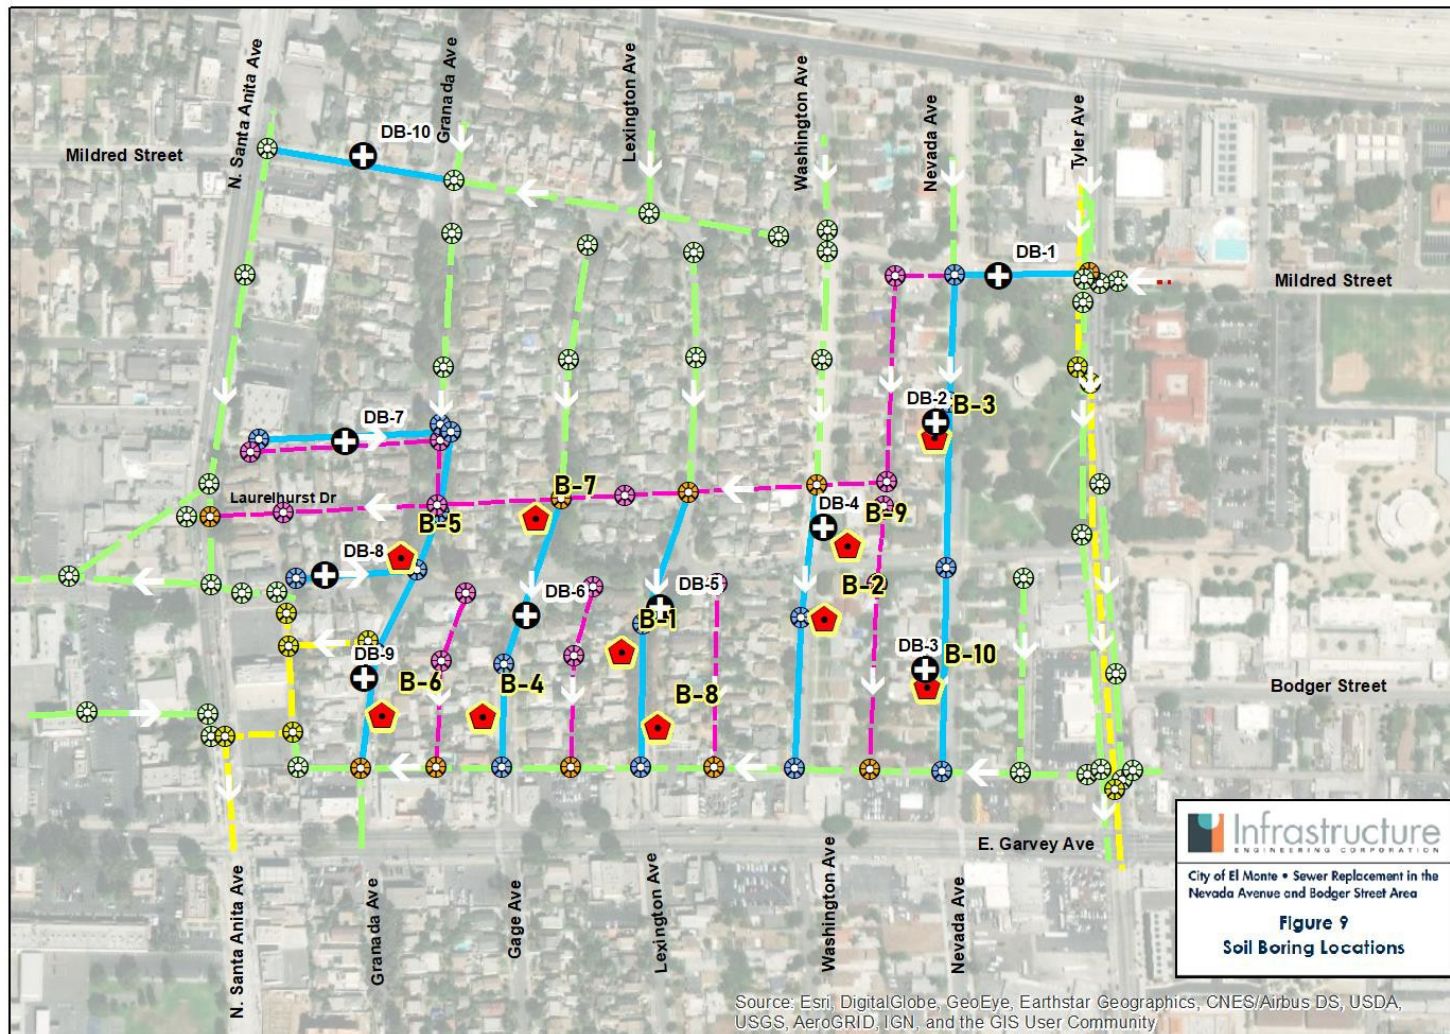 N. Santa Anita Ave
Granada Ave
Lexington Ave
Washington Ave
Nevada Ave
Tyler Ave
DB-10
Mildred Street
DB-1
Mildred Street
DB-2
B-3
DB-7
Laurelhurst Dr
B-7
B-5
DB-4
B-9
DB-8
DB-6
DB-5
B-2
B-1
DB-9
DB-3
B-10
B-6
B-4
B-8
Bodger Street
E. Garvey Ave
N. Santa Anita Ave
Granada Ave
Gage Ave
Lexington Ave
Washington Ave
Nevada Ave
Infrastructure
ENGINEERING CORPORATION
City of El Monte • Sewer Replacement in the
Nevada Avenue and Bodger Street Area
Figure 9
Soil Boring Locations
Source: Esri, DigitalGlobe, GeoEye, Earthstar Geographics, CNES/Airbus DS, USDA,
USGS, AeroGRID, IGN, and the GIS User Community